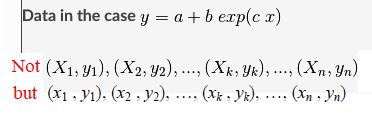 Data in the case y = a + b exp(c x)
Not (X₁, y₁), (X₂, y₂), ..., (Xₖ, yₖ), ..., (Xₙ, yₙ)
but (x₁ , y₁), (x₂ , y₂), ..., (xₖ , yₖ), ..., (xₙ , yₙ)